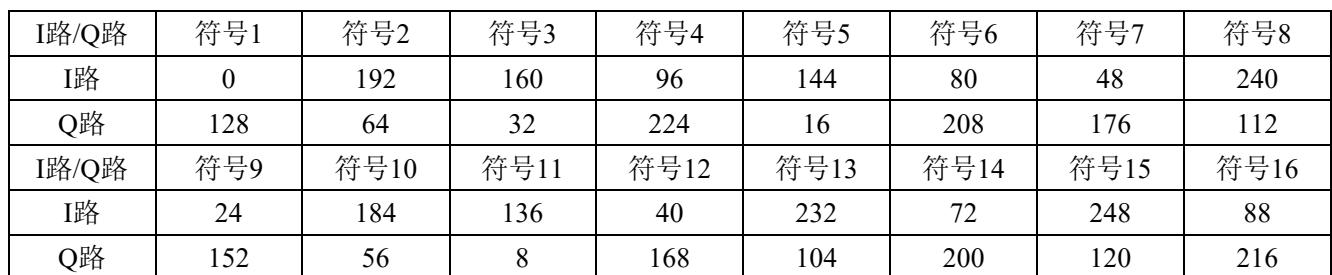 I路/Q路 符号1 符号2 符号3 符号4 符号5 符号6 符号7 符号8
I路 0 192 160 96 144 80 48 240
Q路 128 64 32 224 16 208 176 112
I路/Q路 符号9 符号10 符号11 符号12 符号13 符号14 符号15 符号16
I路 24 184 136 40 232 72 248 88
Q路 152 56 8 168 104 200 120 216